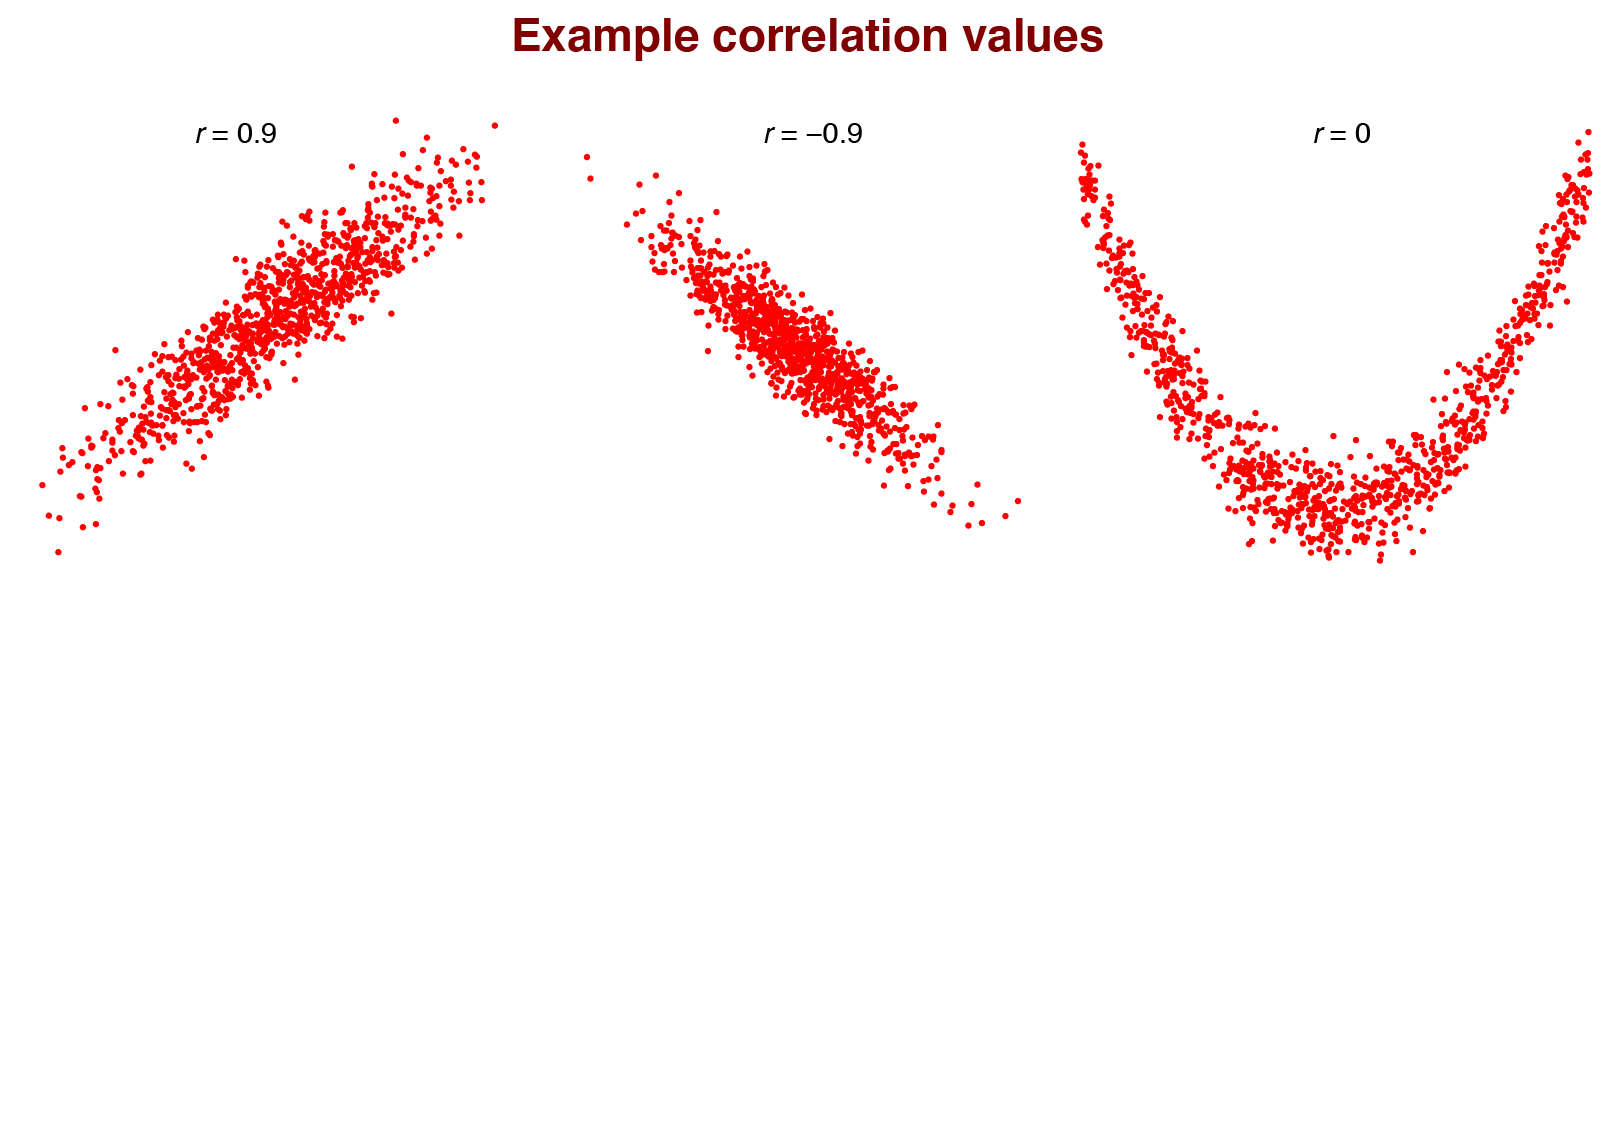 Example correlation values
r = 0.9
r = −0.9
r = 0